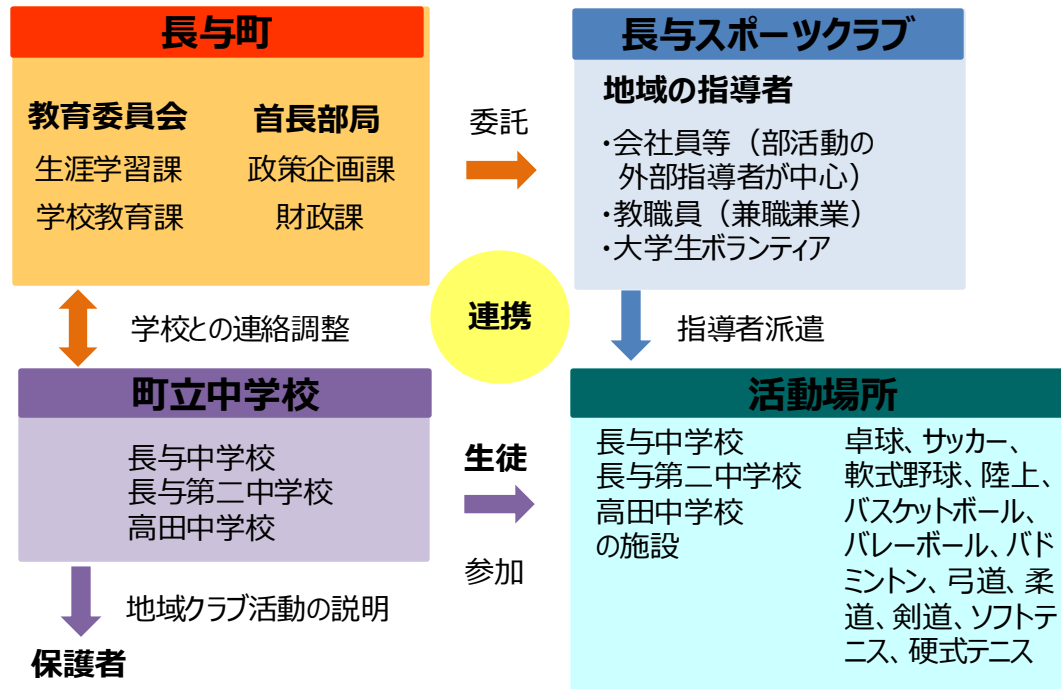 長与町
教育委員会
生涯学習課
学校教育課
首長部局
政策企画課
財政課
委託
長与スポーツクラブ
地域の指導者
・会社員等（部活動の
外部指導者が中心）
・教職員（兼職兼業）
・大学生ボランティア
連携
学校との連絡調整
指導者派遣
町立中学校
長与中学校
長与第二中学校
高田中学校
生徒
参加
活動場所
長与中学校
長与第二中学校
高田中学校
の施設
卓球、サッカー、
軟式野球、陸上、
バスケットボール、
バレーボール、バド
ミントン、弓道、柔
道、剣道、ソフトテ
ニス、硬式テニス
地域クラブ活動の説明
保護者